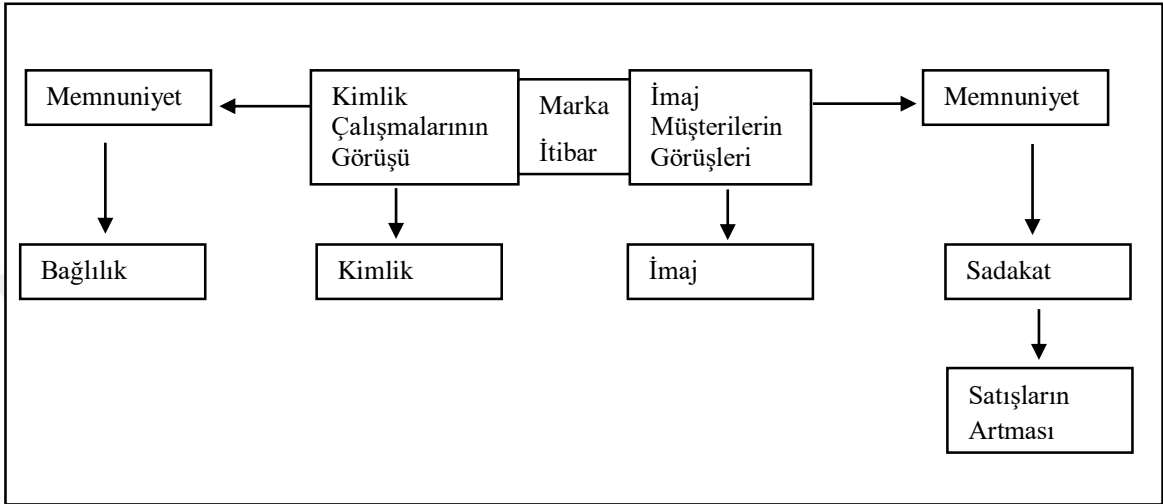 Memnuniyet
Kimlik
Çalışmalarının
Görüşü
Marka
İtibar
İmaj
Müşterilerin
Görüşleri
Memnuniyet
Bağlılık
Kimlik
İmaj
Sadakat
Satışların
Artması